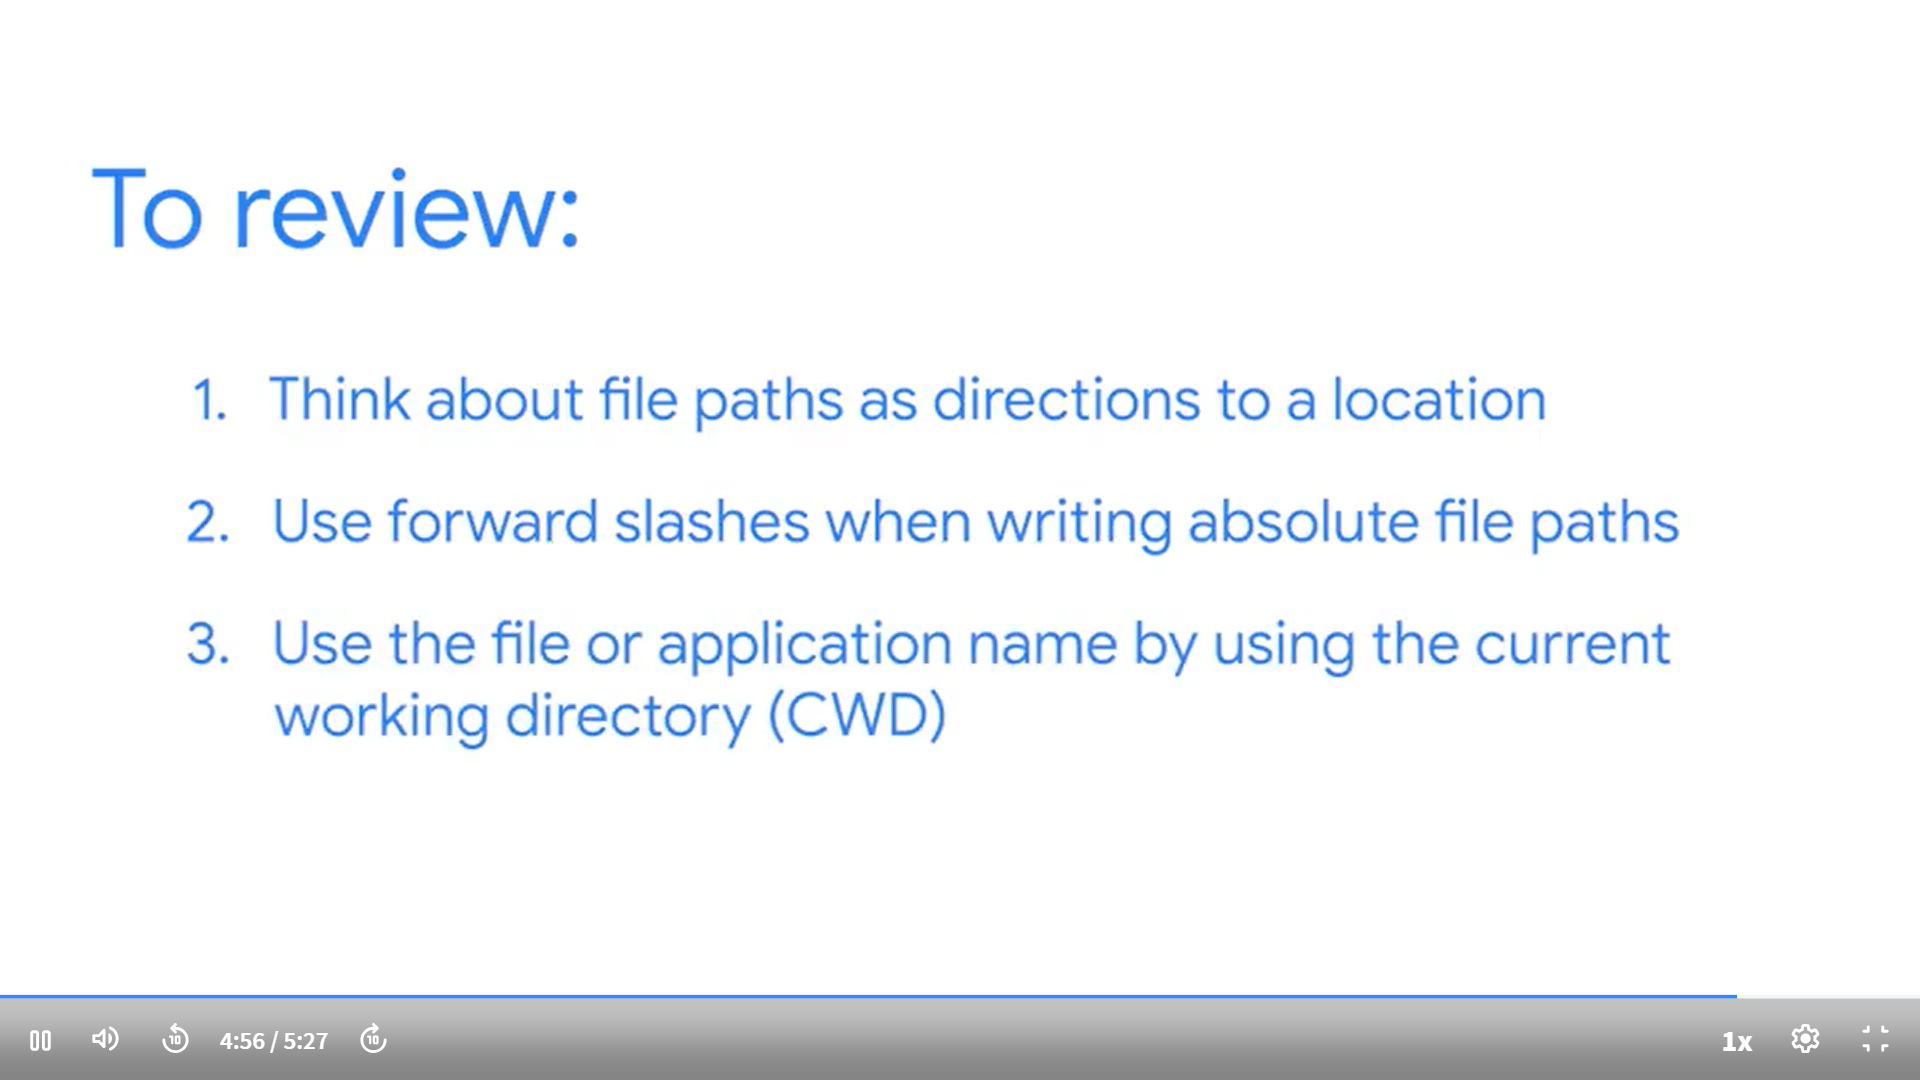 To review:
1. Think about file paths as directions to a location
2. Use forward slashes when writing absolute file paths
3. Use the file or application name by using the current
working directory (CWD)
10 4:56 / 5:27 10 1x